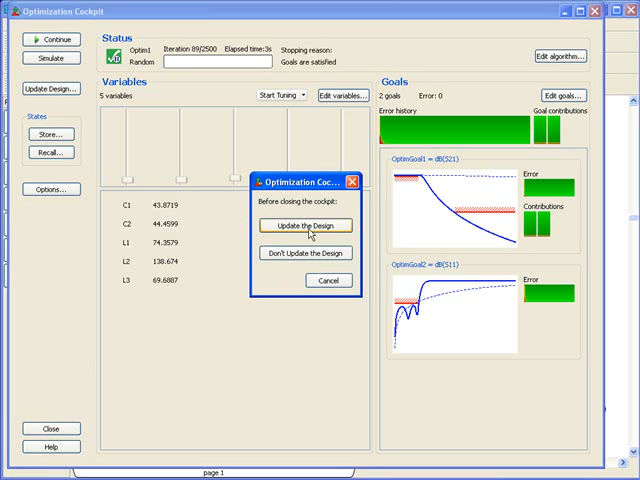 Optimization Cockpit
Continue
Simulate
Update Design...
States
Store...
Recall...
Options...
Close
Help
Status
Optim1 Iteration 89/2500 Elapsed time:3s Stopping reason:
Random Goals are satisfied
Edit algorithm...
Variables
5 variables Start Tuning Edit variables...
C1 43.8719
C2 44.4599
L1 74.3579
L2 138.674
L3 69.6887
Optimization Coc...
Before closing the cockpit:
Update the Design
Don't Update the Design
Cancel
Goals
2 goals Error: 0 Edit goals...
Error history Goal contributions
OptimGoal1 = dB(S21)
Error
Contributions
OptimGoal2 = dB(S11)
Error
page 1